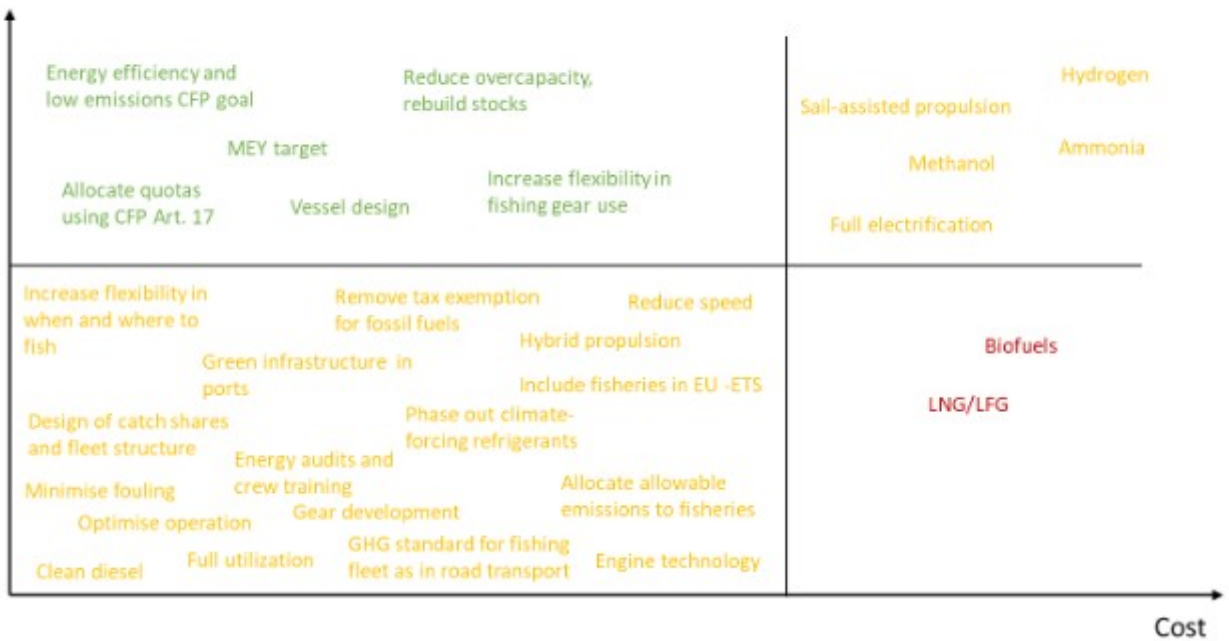 Energy efficiency and
low emissions CFP goal
Reduce overcapacity,
rebuild stocks
MEY target
Allocate quotas
using CFP Art. 17
Vessel design
Increase flexibility in
fishing gear use
Hydrogen
Sail-assisted propulsion
Ammonia
Methanol
Full electrification
Increase flexibility in
when and where to
fish
Remove tax exemption
for fossil fuels
Reduce speed
Hybrid propulsion
Green infrastructure in
ports
Include fisheries in EU -ETS
Design of catch shares
and fleet structure
Phase out climate-
forcing refrigerants
Energy audits and
crew training
Minimise fouling
Allocate allowable
emissions to fisheries
Gear development
Optimise operation
GHG standard for fishing
fleet as in road transport
Full utilization
Engine technology
Clean diesel
Biofuels
LNG/LFG
Cost